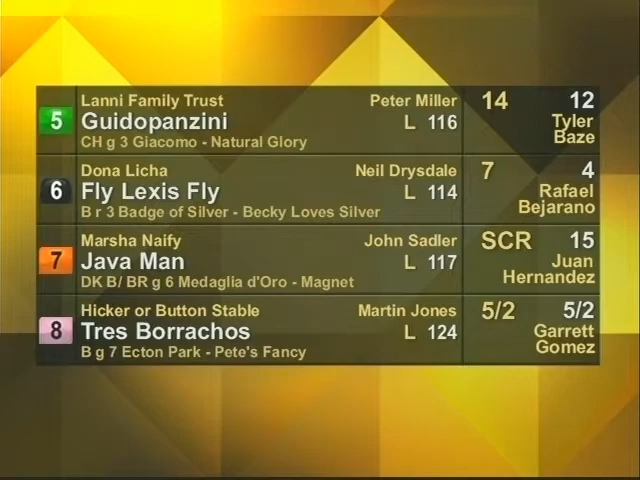 Lanni Family Trust Peter Miller 14 12
5 Guidopanzini L 116 Tyler
CH g 3 Giacomo - Natural Glory Baze
Dona Licha Neil Drysdale 7 4
6 Fly Lexis Fly L 114 Rafael
B r 3 Badge of Silver - Becky Loves Silver Bejarano
Marsha Naify John Sadler SCR 15
7 Java Man L 117 Juan
DK B/ BR g 6 Medaglia d'Oro - Magnet Hernandez
Hicker or Button Stable Martin Jones 5/2 5/2
8 Tres Borrachos L 124 Garrett
B g 7 Ecton Park - Pete's Fancy Gomez